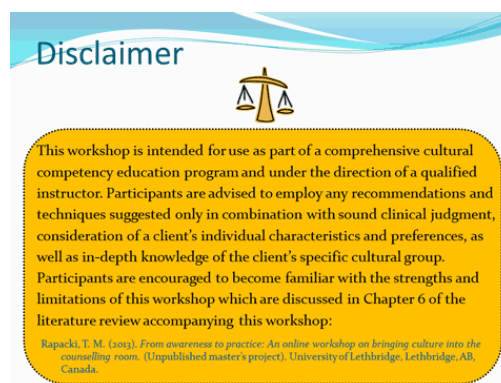 Disclaimer
This workshop is intended for use as part of a comprehensive cultural
competency education program and under the direction of a qualified
instructor. Participants are advised to employ any recommendations and
techniques suggested only in combination with sound clinical judgment,
consideration of a client's individual characteristics and preferences, as
well as in-depth knowledge of the client's specific cultural group.
Participants are encouraged to become familiar with the strengths and
limitations of this workshop which are discussed in Chapter 6 of the
literature review accompanying this workshop:
Rapacki, T. M. (2013). From awareness to practice: An online workshop on bringing culture into the
counselling room. (Unpublished master's project). University of Lethbridge, Lethbridge, AB,
Canada.